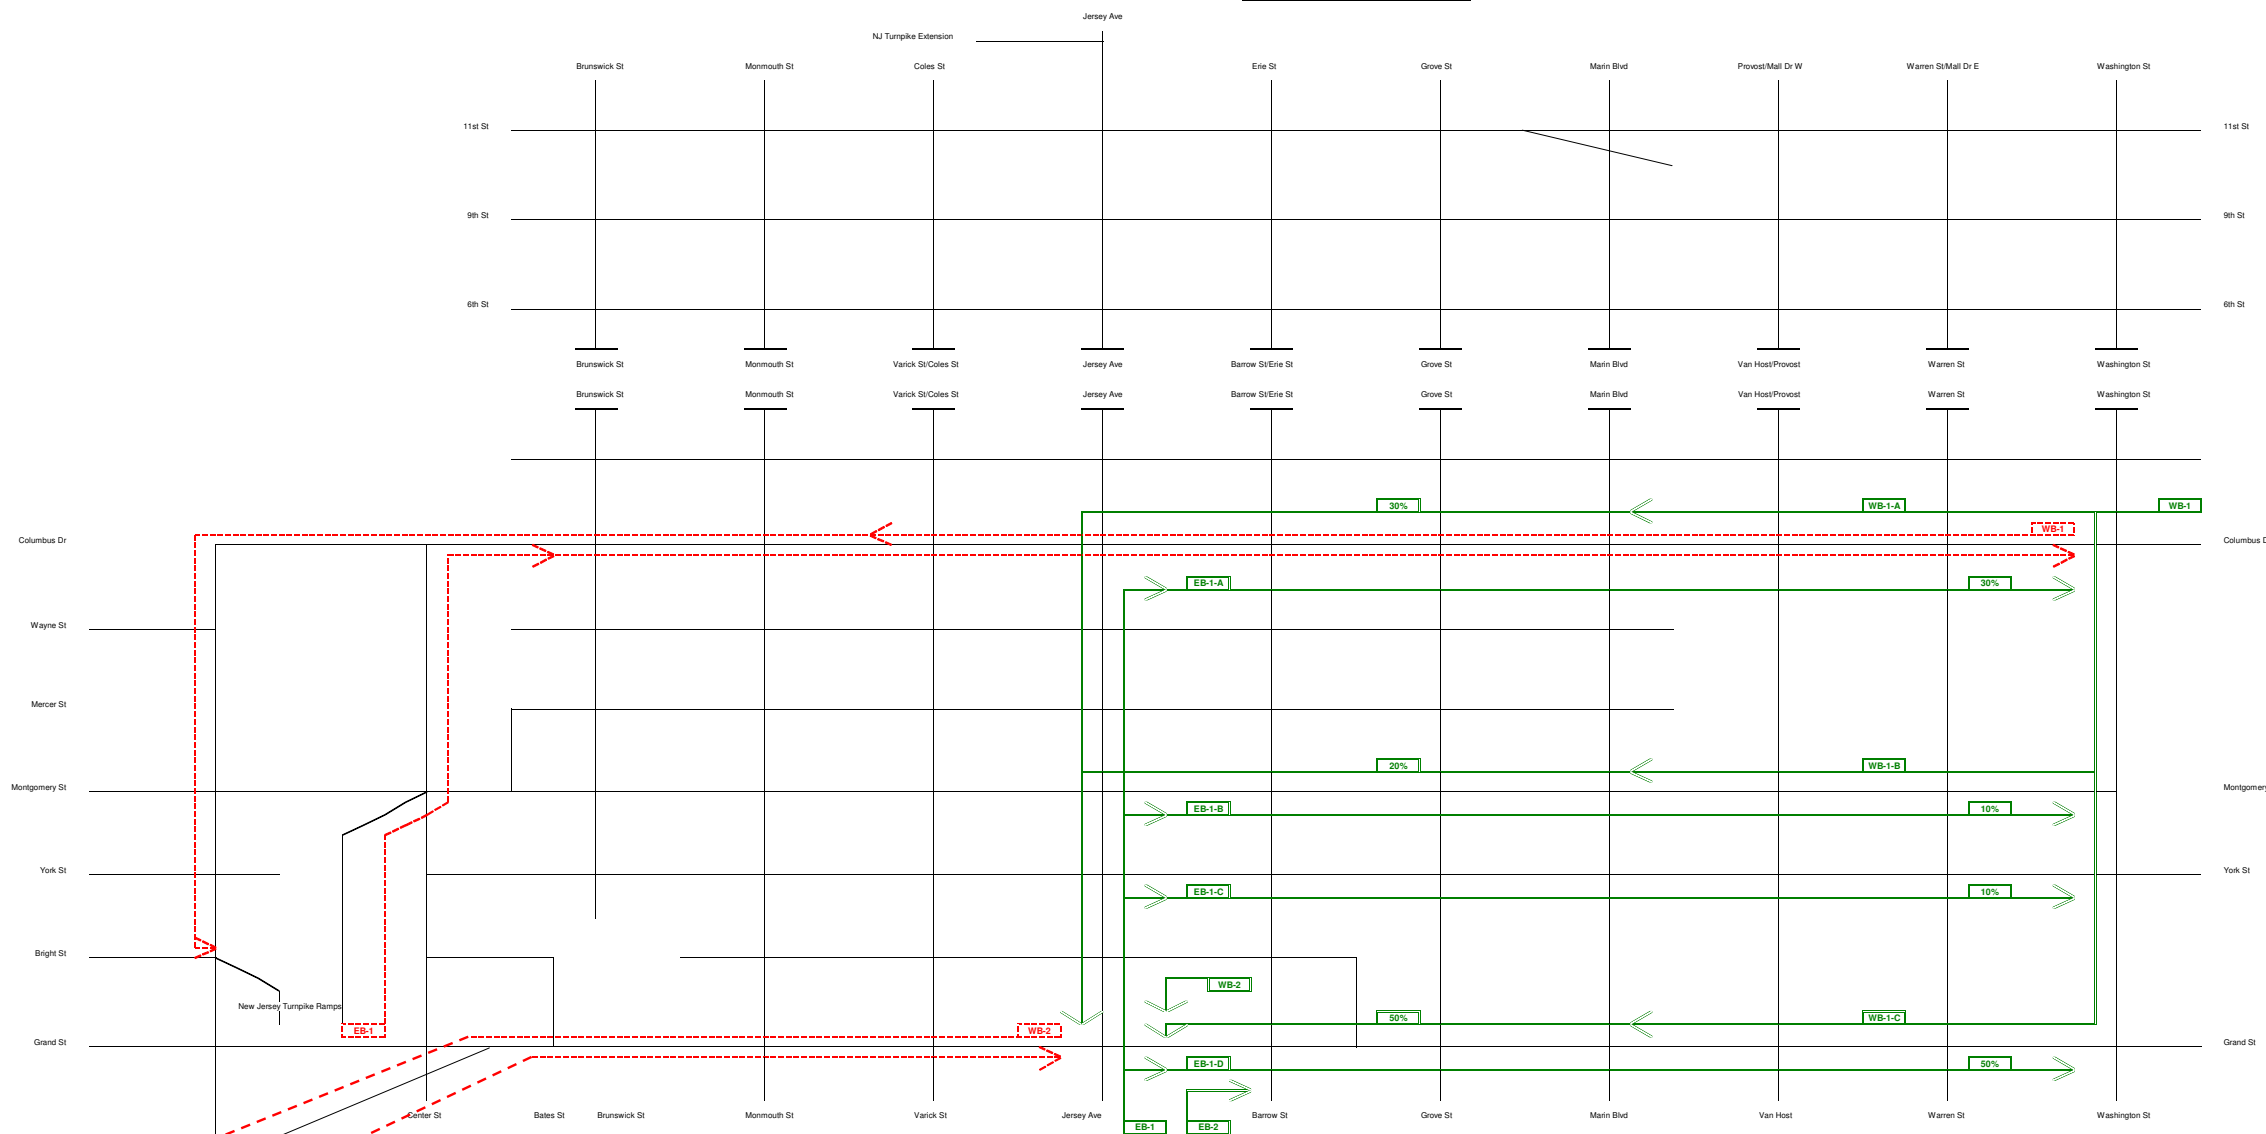 Jersey Ave
NJ Turnpike Extension
Brunswick St Monmouth St Coles St Erie St Grove St Marin Blvd Provost/Mall Dr W Warren St/Mall Dr E Washington St
11st St 11st St
9th St 9th St
6th St 6th St
Brunswick St Monmouth St Varick St/Coles St Jersey Ave Barrow St/Erie St Grove St Marin Blvd Van Host/Provost Warren St Washington St
Brunswick St Monmouth St Varick St/Coles St Jersey Ave Barrow St/Erie St Grove St Marin Blvd Van Host/Provost Warren St Washington St
30% WB-1-A WB-1
WB-1
Columbus Dr Columbus D
EB-1-A 30%
Wayne St
Mercer St
20% WB-1-B
Montgomery St Montgomery
EB-1-B 10%
York St York St
EB-1-C 10%
Bright St
WB-2
New Jersey Turnpike Ramps
50% WB-1-C
EB-1 WB-2
Grand St Grand St
EB-1-D 50%
Center St Bates St Brunswick St Monmouth St Varick St Jersey Ave Barrow St Grove St Marin Blvd Van Host Warren St Washington St
EB-1 EB-2